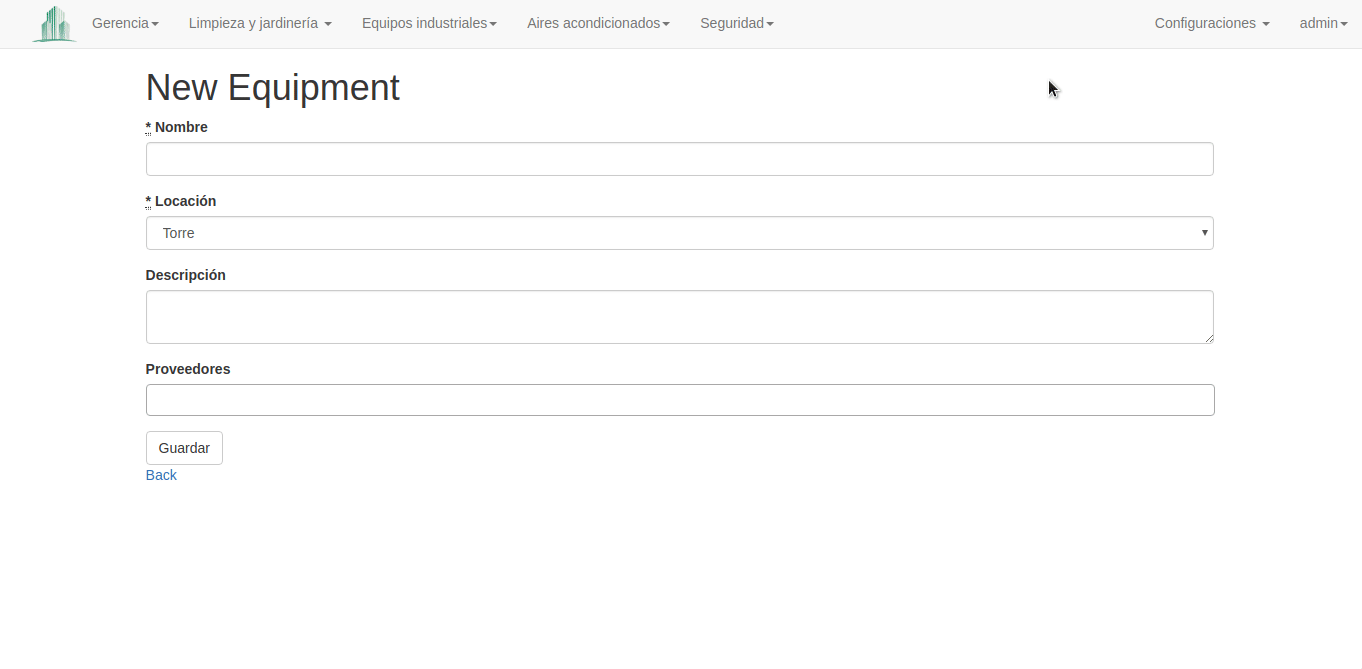 Gerencia Limpieza y jardinería Equipos industriales Aires acondicionados Seguridad Configuraciones admin
New Equipment
* Nombre
* Locación
Torre
Descripción
Proveedores
Guardar
Back